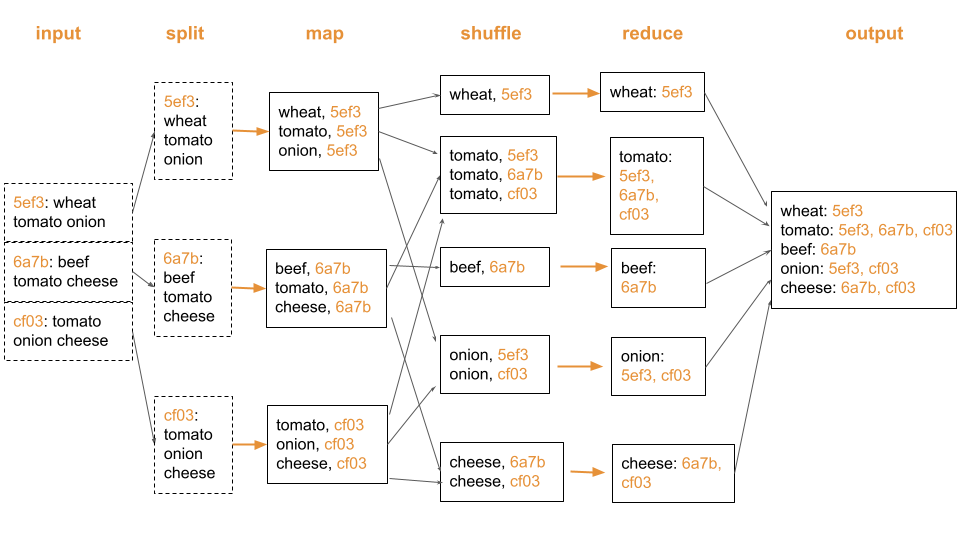 input
split
map
shuffle
reduce
output
5ef3: wheat
tomato onion
6a7b: beef
tomato cheese
cf03: tomato
onion cheese
5ef3:
wheat
tomato
onion
6a7b:
beef
tomato
cheese
cf03:
tomato
onion
cheese
wheat, 5ef3
tomato, 5ef3
onion, 5ef3
beef, 6a7b
tomato, 6a7b
cheese, 6a7b
tomato, cf03
onion, cf03
cheese, cf03
wheat, 5ef3
tomato, 5ef3
tomato, 6a7b
tomato, cf03
beef, 6a7b
onion, 5ef3
onion, cf03
cheese, 6a7b
cheese, cf03
wheat: 5ef3
tomato:
5ef3,
6a7b,
cf03
beef:
6a7b
onion:
5ef3, cf03
cheese: 6a7b,
cf03
wheat: 5ef3
tomato: 5ef3, 6a7b, cf03
beef: 6a7b
onion: 5ef3, cf03
cheese: 6a7b, cf03